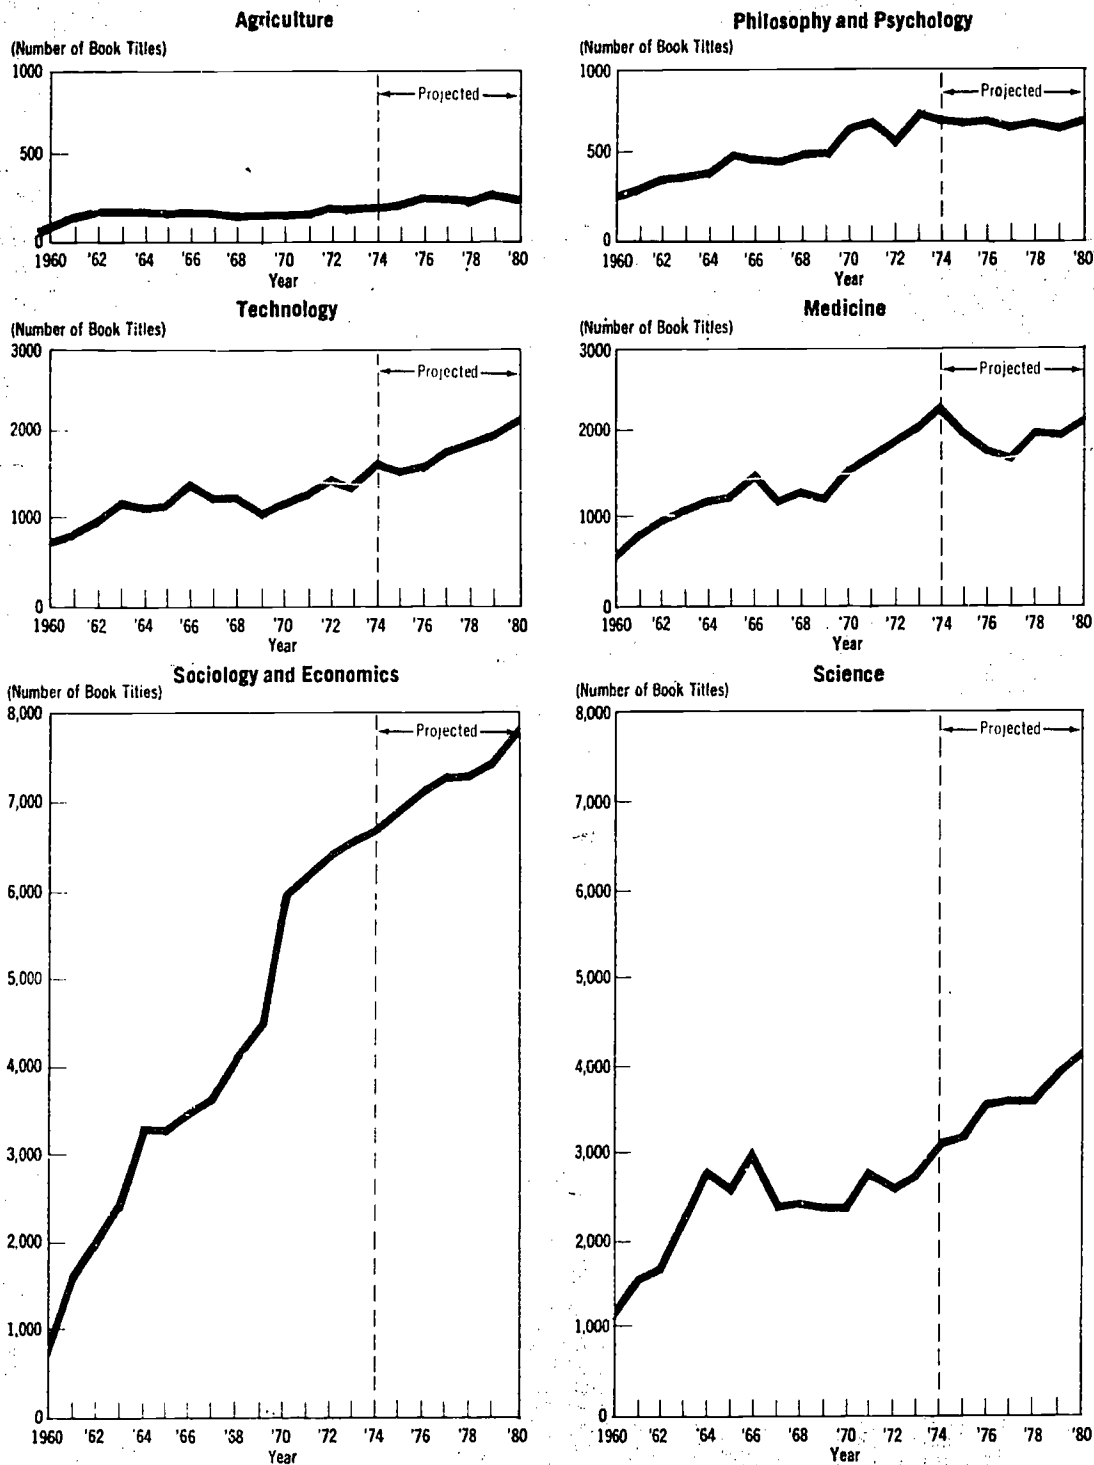 Agriculture
(Number of Book Titles)
1000
500
0
Projected
1960 '62 '64 '66 '68 '70 '72 '74 '76 '78 '80
Year
Philosophy and Psychology
(Number of Book Titles)
1000
500
0
Projected
1960 '62 '64 '66 '68 '70 '72 '74 '76 '78 '80
Year
Technology
(Number of Book Titles)
3000
2000
1000
0
Projected
1960 '62 '64 '66 '68 '70 '72 '74 '76 '78 '80
Year
Medicine
(Number of Book Titles)
3000
2000
1000
0
Projected
1960 '62 '64 '66 '68 '70 '72 '74 '76 '78 '80
Year
Sociology and Economics
(Number of Book Titles)
8,000
7,000
6,000
5,000
4,000
3,000
2,000
1,000
0
Projected
1960 '62 '64 '66 '68 '70 '72 '74 '76 '78 '80
Year
Science
(Number of Book Titles)
8,000
7,000
6,000
5,000
4,000
3,000
2,000
1,000
0
Projected
1960 '62 '64 '66 '68 '70 '72 '74 '76 '78 '80
Year